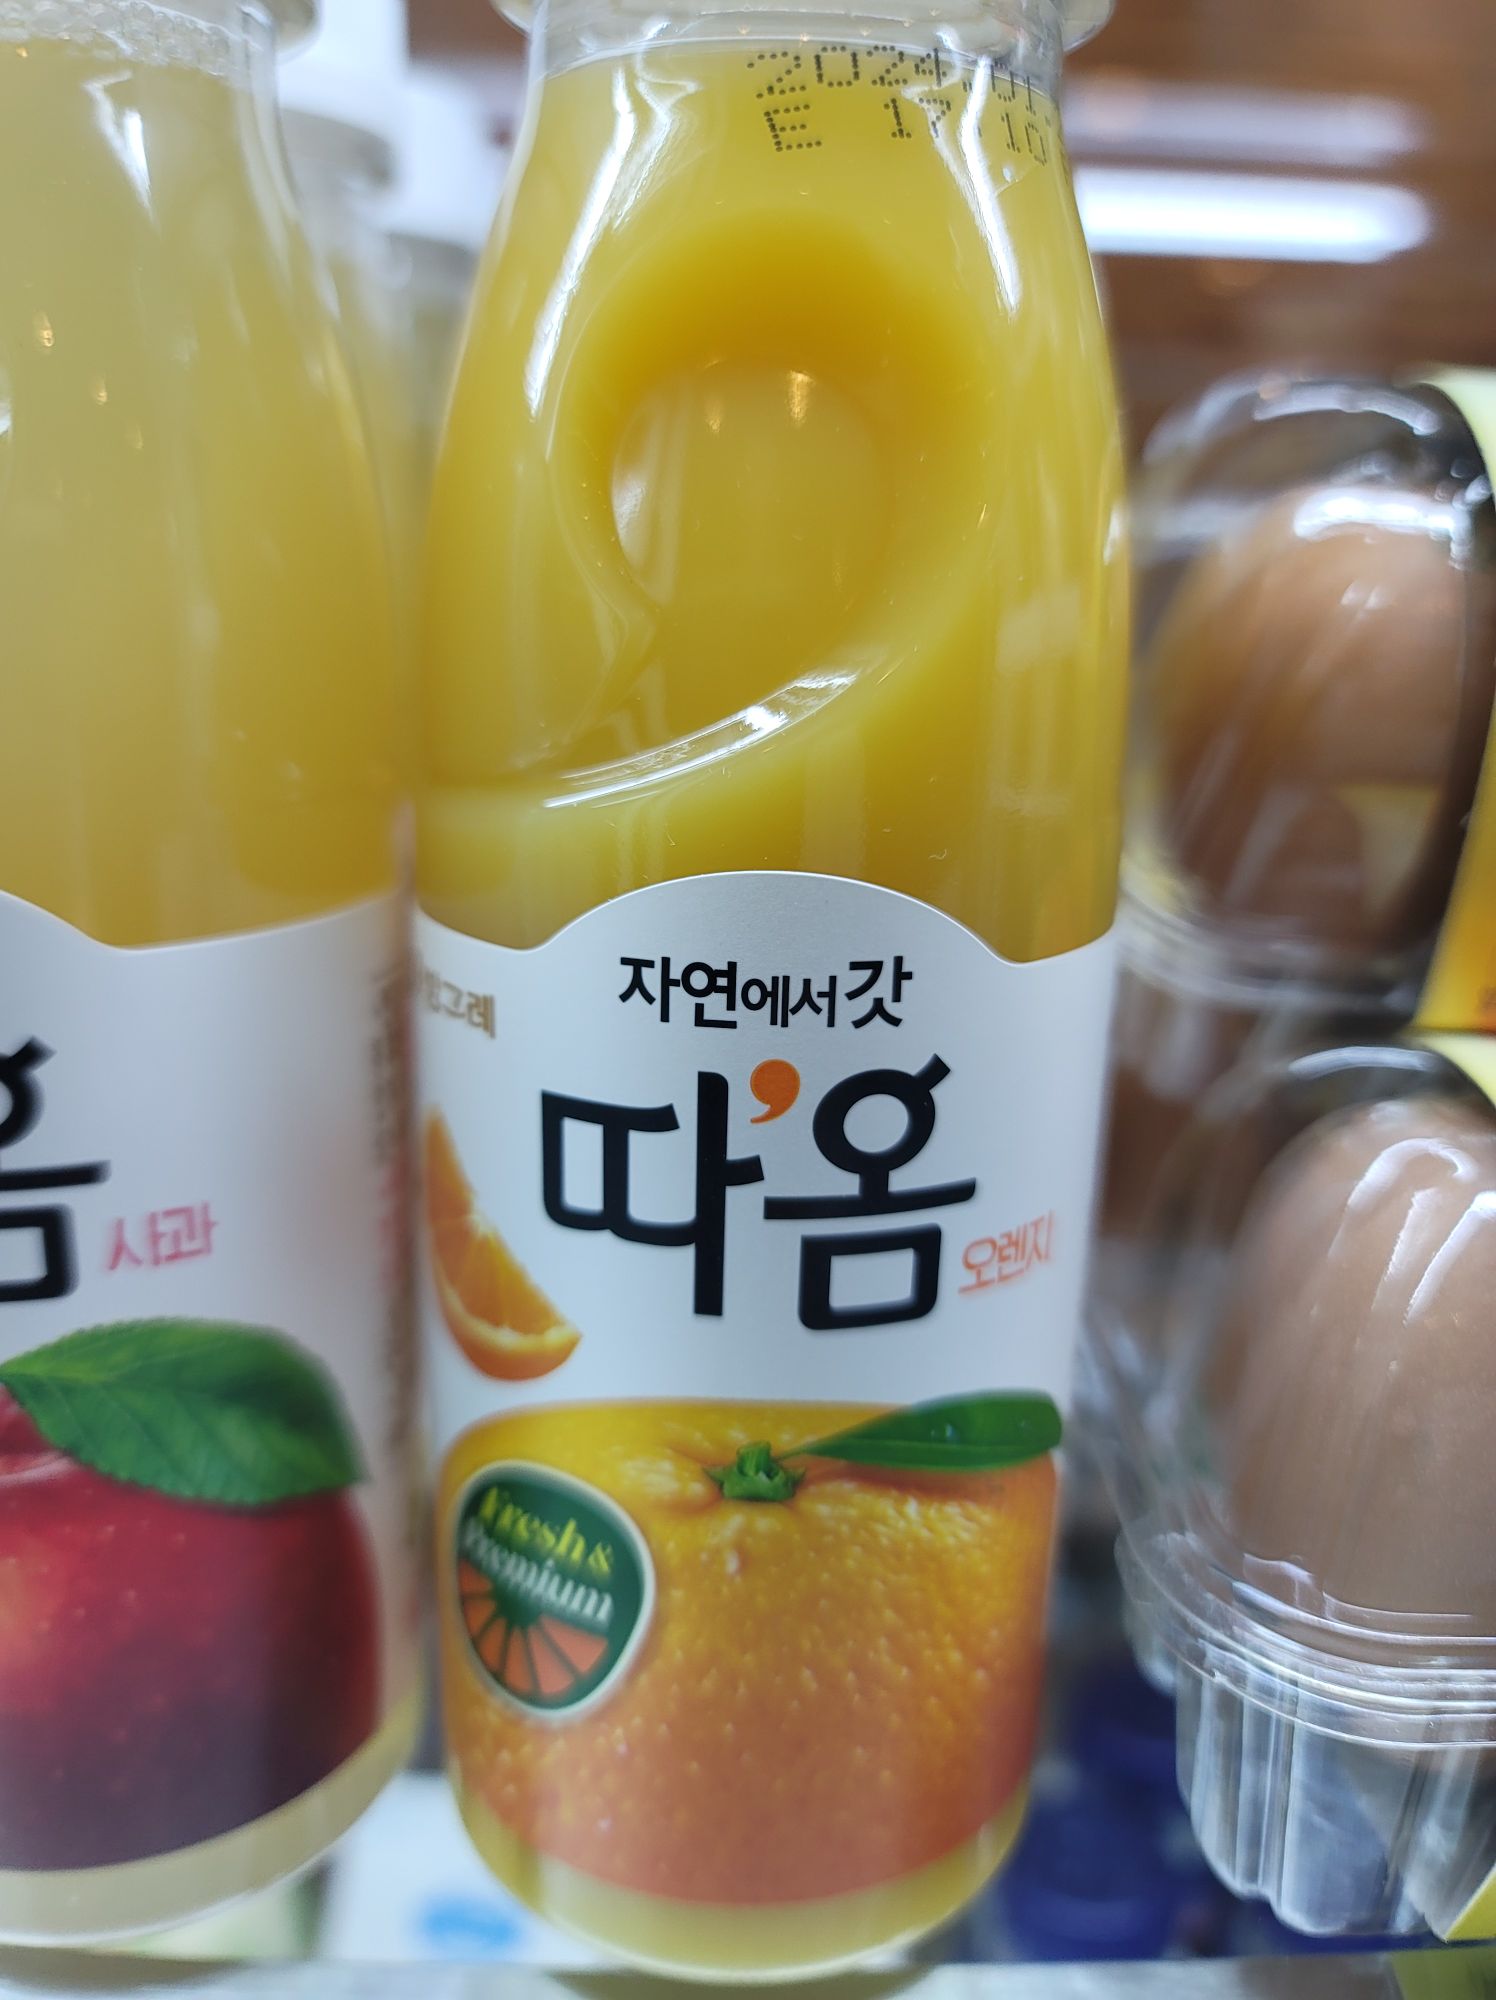 2024.01
E 17:10
빙그레
자연에서 갓
따'옴
오렌지
Fresh &
Premium
옴
사과